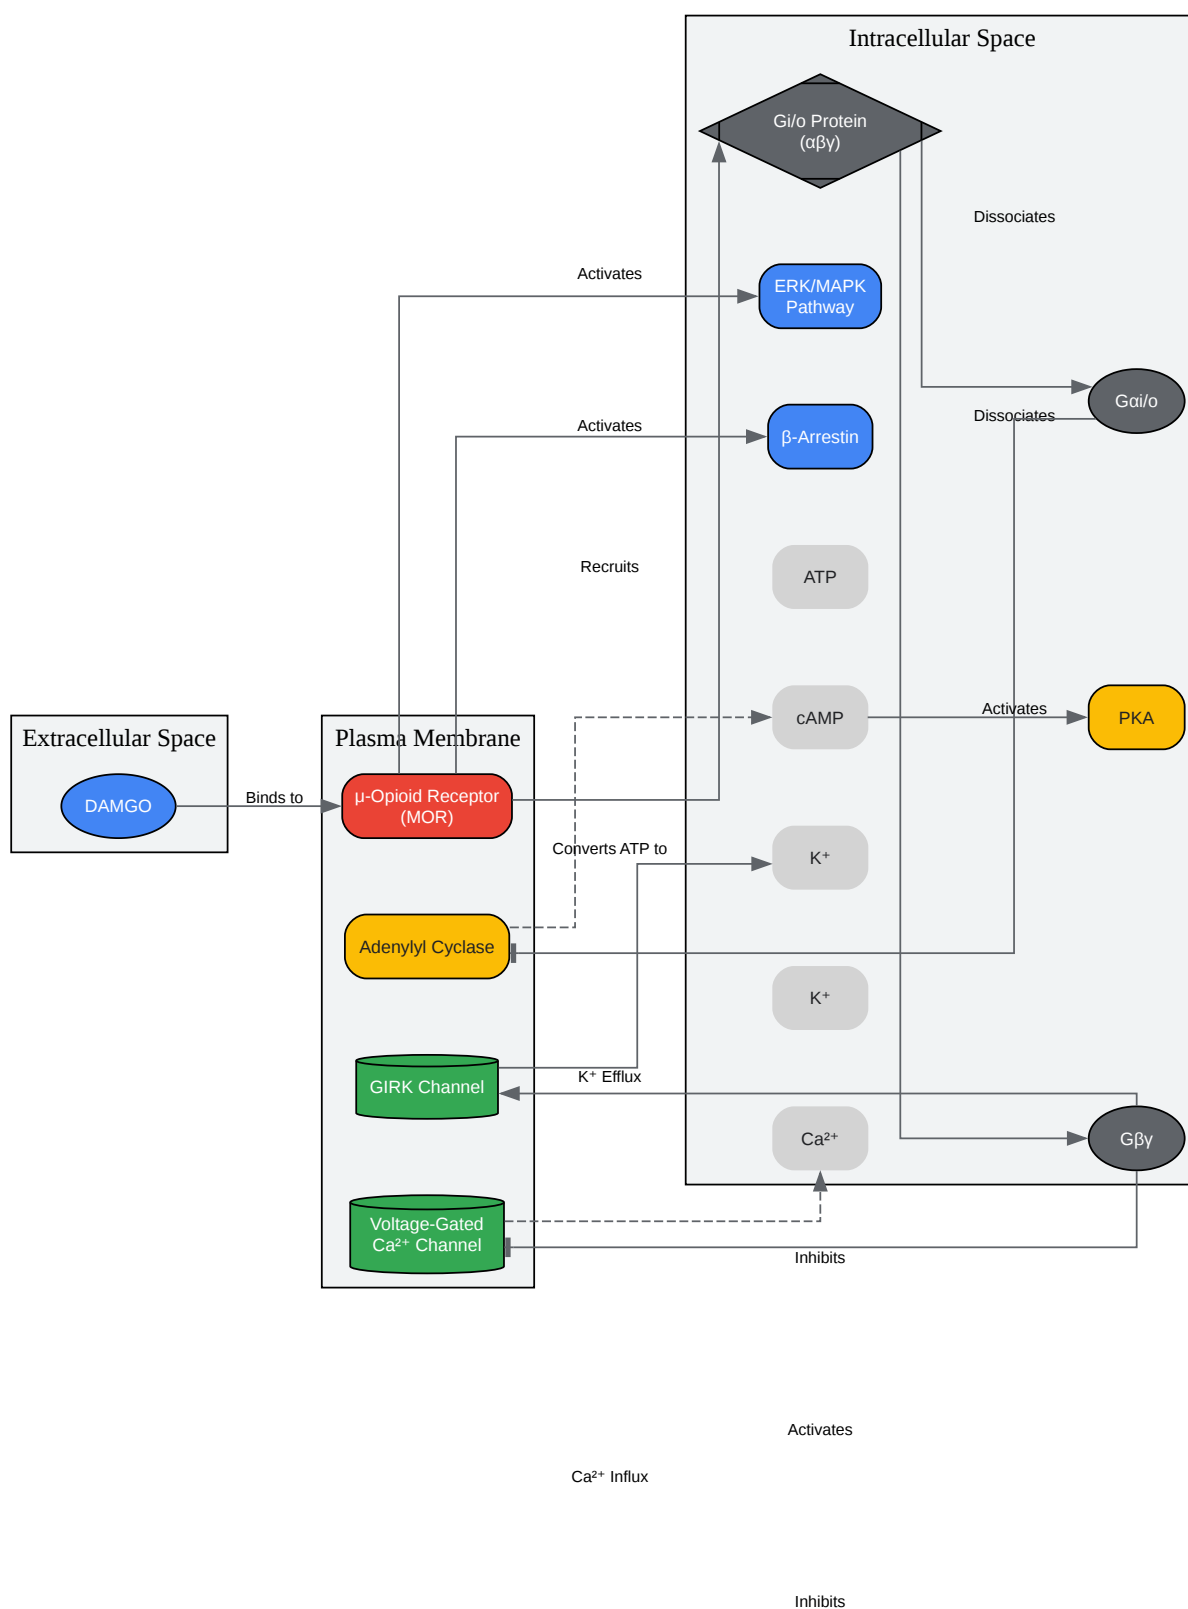 Intracellular Space
Gi/o Protein
(αβγ)
Dissociates
Activates
ERK/MAPK
Pathway
Gαi/o
Dissociates
Activates
β-Arrestin
Recruits
ATP
cAMP
Activates
PKA
Extracellular Space
DAMGO
Binds to
Plasma Membrane
μ-Opioid Receptor
(MOR)
Converts ATP to
K⁺
Adenylyl Cyclase
K⁺
GIRK Channel
K⁺ Efflux
Ca²⁺
Gβγ
Voltage-Gated
Ca²⁺ Channel
Inhibits
Activates
Ca²⁺ Influx
Inhibits